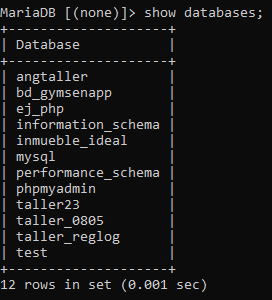 MariaDB [(none)]> show databases;
+--------------------+
| Database           |
+--------------------+
| angtaller          |
| bd_gymsenapp       |
| ej_php             |
| information_schema |
| inmueble_ideal     |
| mysql              |
| performance_schema |
| phpmyadmin         |
| taller23           |
| taller_0805        |
| taller_reglog      |
| test               |
+--------------------+
12 rows in set (0.001 sec)